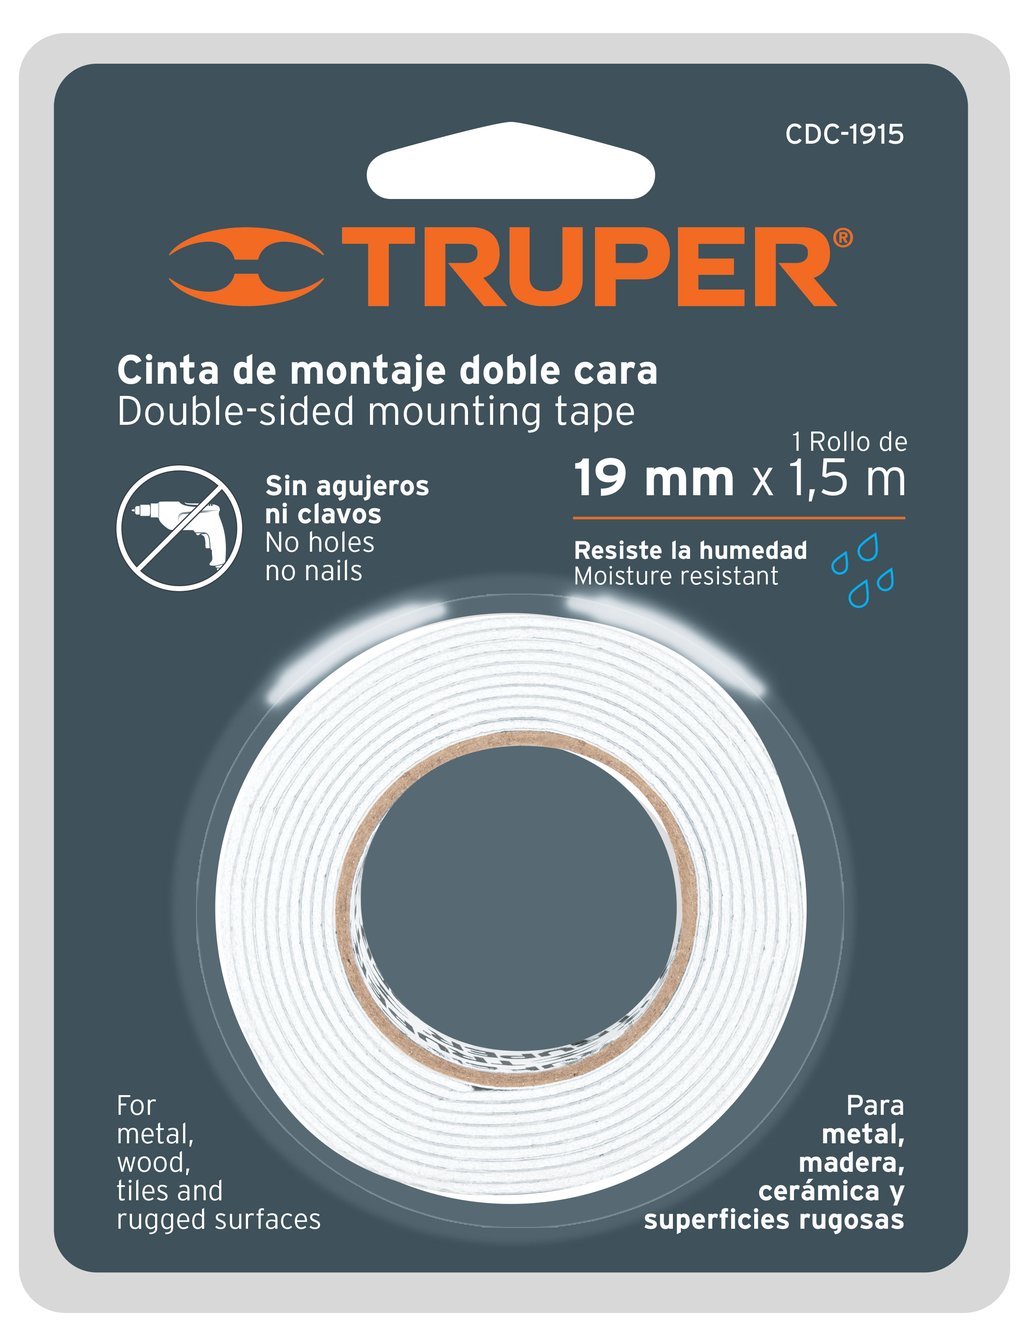 CDC-1915
TRUPER®
Cinta de montaje doble cara
Double-sided mounting tape
1 Rollo de
19 mm x 1,5 m
Sin agujeros
ni clavos
No holes
no nails
Resiste la humedad
Moisture resistant
For
metal,
wood,
tiles and
rugged surfaces
Para
metal,
madera,
cerámica y
superficies rugosas